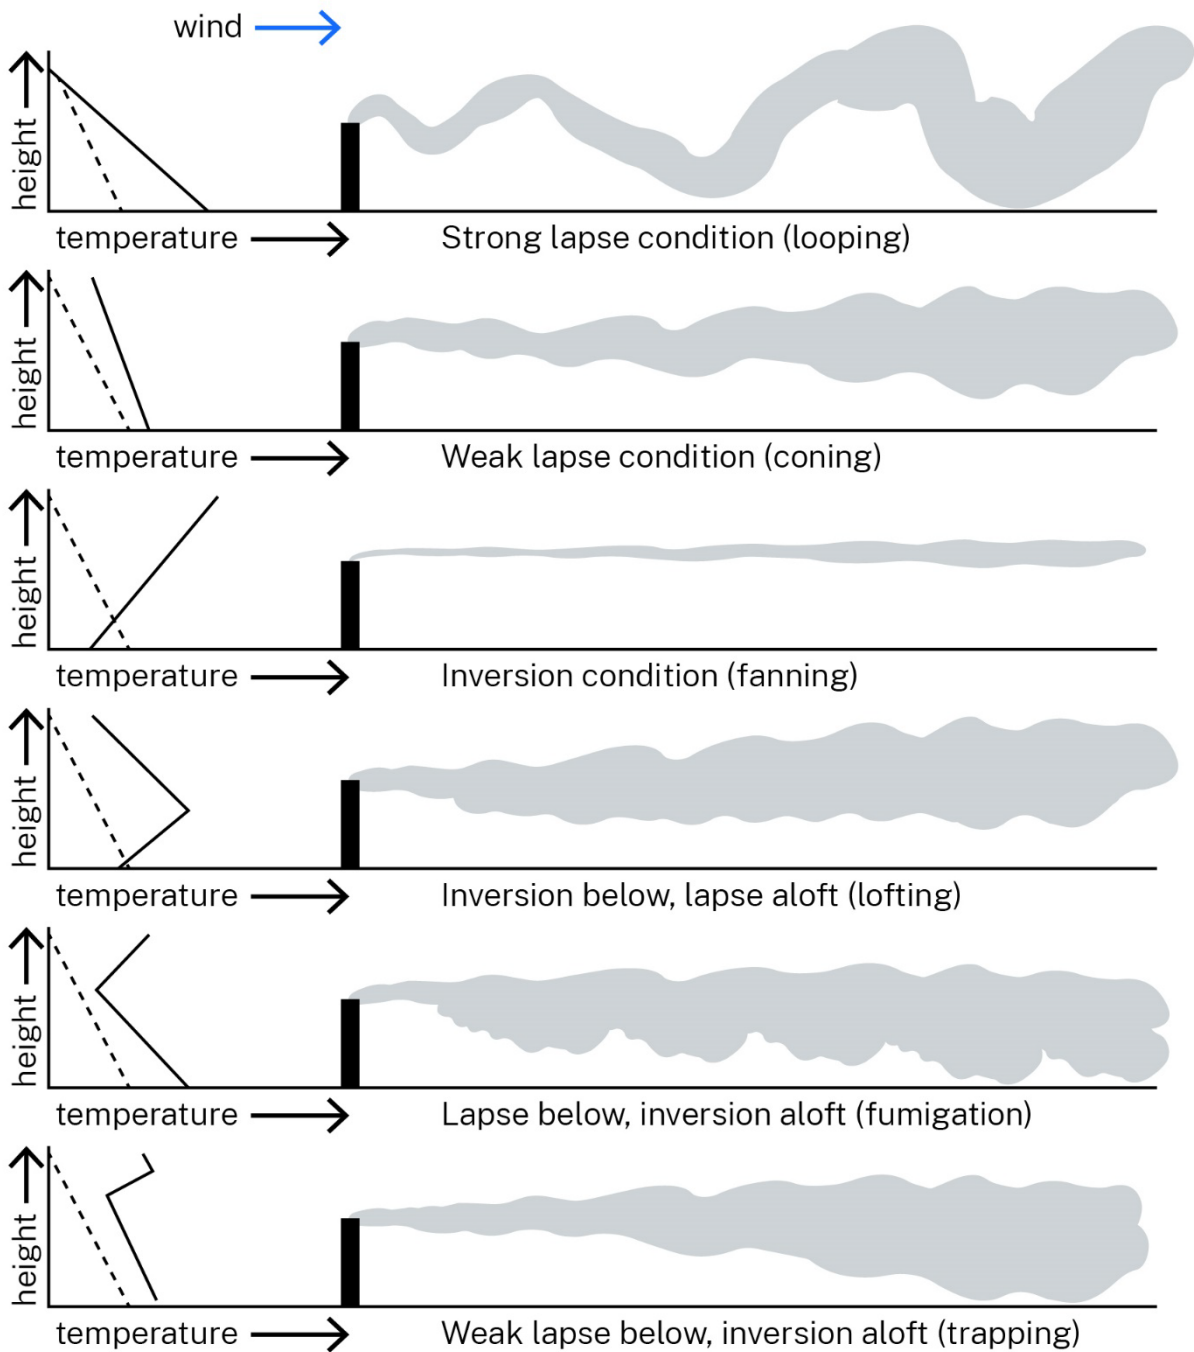 wind
height
temperature
Strong lapse condition (looping)
height
temperature
Weak lapse condition (coning)
height
temperature
Inversion condition (fanning)
height
temperature
Inversion below, lapse aloft (lofting)
height
temperature
Lapse below, inversion aloft (fumigation)
height
temperature
Weak lapse below, inversion aloft (trapping)